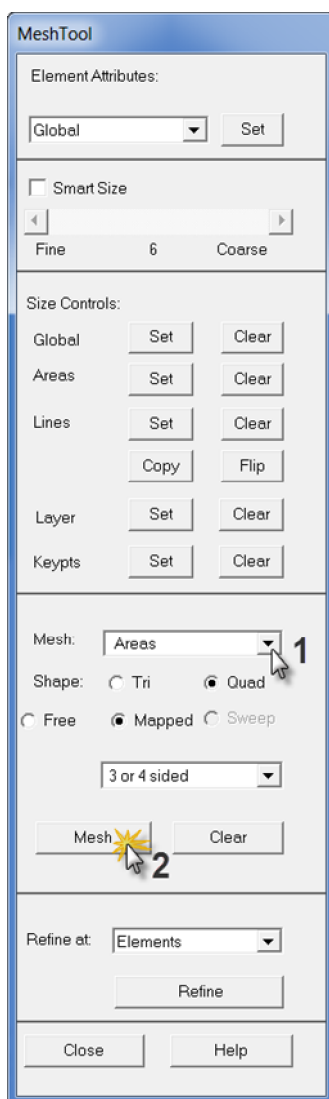 MeshTool
Element Attributes:
Global Set
Smart Size
Fine 6 Coarse
Size Controls:
Global Set Clear
Areas Set Clear
Lines Set Clear
Copy Flip
Layer Set Clear
Keypts Set Clear
Mesh: Areas 1
Shape: Tri Quad
Free Mapped Sweep
3 or 4 sided
Mesh Clear
2
Refine at: Elements
Refine
Close Help